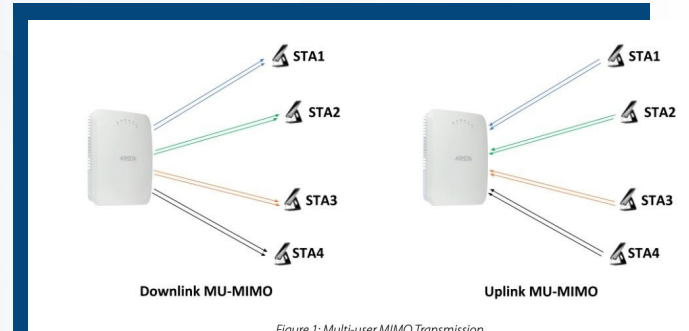 STA1
STA2
STA3
STA4
Downlink MU-MIMO
STA1
STA2
STA3
STA4
Uplink MU-MIMO
Figure 1: Multi-user MIMO Transmission